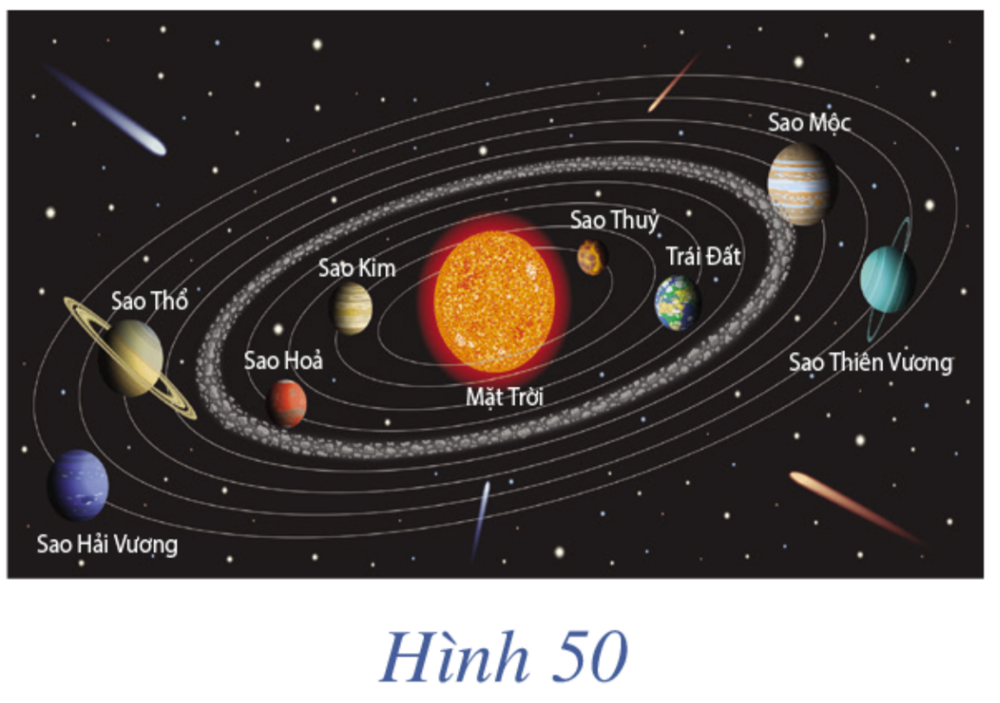 Sao Mộc
Sao Thuỷ
Trái Đất
Sao Kim
Sao Thổ
Sao Hoả
Sao Thiên Vương
Mặt Trời
Sao Hải Vương
Hình 50